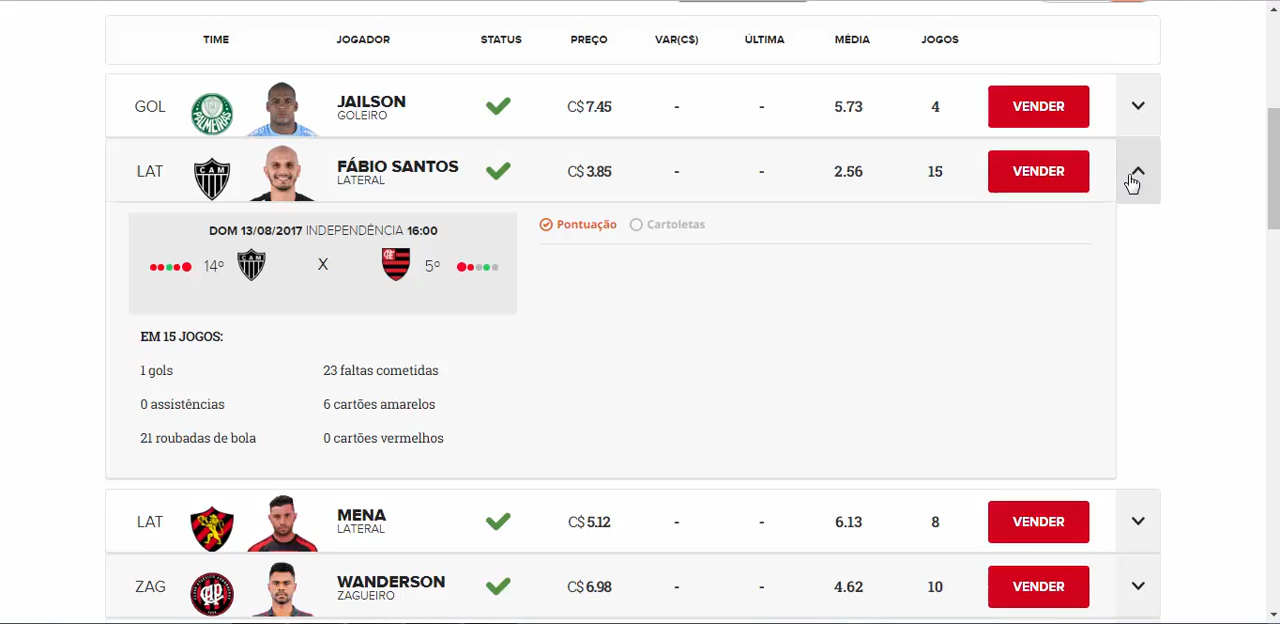 TIME JOGADOR STATUS PREÇO VAR(C$) ÚLTIMA MÉDIA JOGOS
GOL JAILSON C$ 7.45 - - 5.73 4 VENDER
GOLEIRO
LAT FÁBIO SANTOS C$ 3.85 - - 2.56 15 VENDER
LATERAL
DOM 13/08/2017 INDEPENDÊNCIA 16:00
14º X 5º
Pontuação Cartoletas
EM 15 JOGOS:
1 gols 23 faltas cometidas
0 assistências 6 cartões amarelos
21 roubadas de bola 0 cartões vermelhos
LAT MENA C$ 5.12 - - 6.13 8 VENDER
LATERAL
ZAG WANDERSON C$ 6.98 - - 4.62 10 VENDER
ZAGUEIRO
PALMEIRAS
CAM